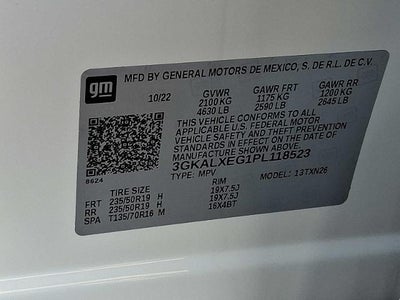 gm MFD BY GENERAL MOTORS DE MEXICO, S. DE R.L. DE C.V.
10/22 GVWR GAWR FRT GAWR RR
2100 KG 1175 KG 1200 KG
4630 LB 2590 LB 2645 LB
THIS VEHICLE CONFORMS TO ALL
APPLICABLE U.S. FEDERAL MOTOR
VEHICLE SAFETY AND THEFT PREVENTION
STANDARDS IN EFFECT ON THE DATE OF
MANUFACTURE SHOWN ABOVE.
3GKALXEG1PL118523
8624 TYPE: MPV MODEL: 13TXN26
TIRE SIZE RIM
FRT 235/50R19 H 19X7.5J
RR 235/50R19 H 19X7.5J
SPA T135/70R16 M 16X4BT